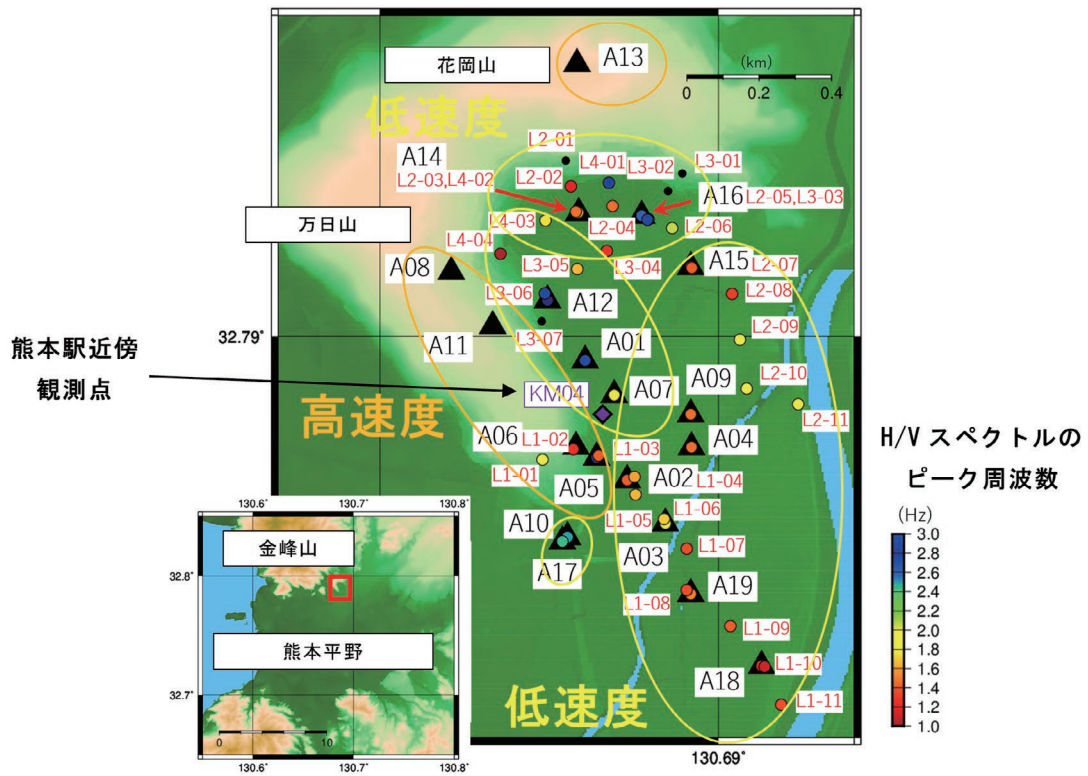 花岡山
A13
(km)
0 0.2 0.4
低速度
L2-01
L4-01
L3-02
L3-01
A14
L2-03,L4-02
L2-02
A16
L2-05,L3-03
万日山
L4-03
L2-04
L2-06
L4-04
L3-05
L3-04
A15
L2-07
A08
L3-06
A12
L2-08
32.79°
A11
L3-07
L2-09
熊本駅近傍
観測点
A01
KM04
A07
A09
L2-10
L2-11
高速度
A06
L1-02
L1-03
A04
L1-01
A05
A02
L1-04
A10
L1-05
L1-06
A03
A17
L1-07
L1-08
A19
L1-09
A18
L1-10
L1-11
低速度
130.69°
H/V スペクトルの
ピーク周波数
(Hz)
3.0
2.8
2.6
2.4
2.2
2.0
1.8
1.6
1.4
1.2
1.0
130.6° 130.7° 130.8°
金峰山
32.8°
熊本平野
32.7°
0 10
130.6° 130.7° 130.8°